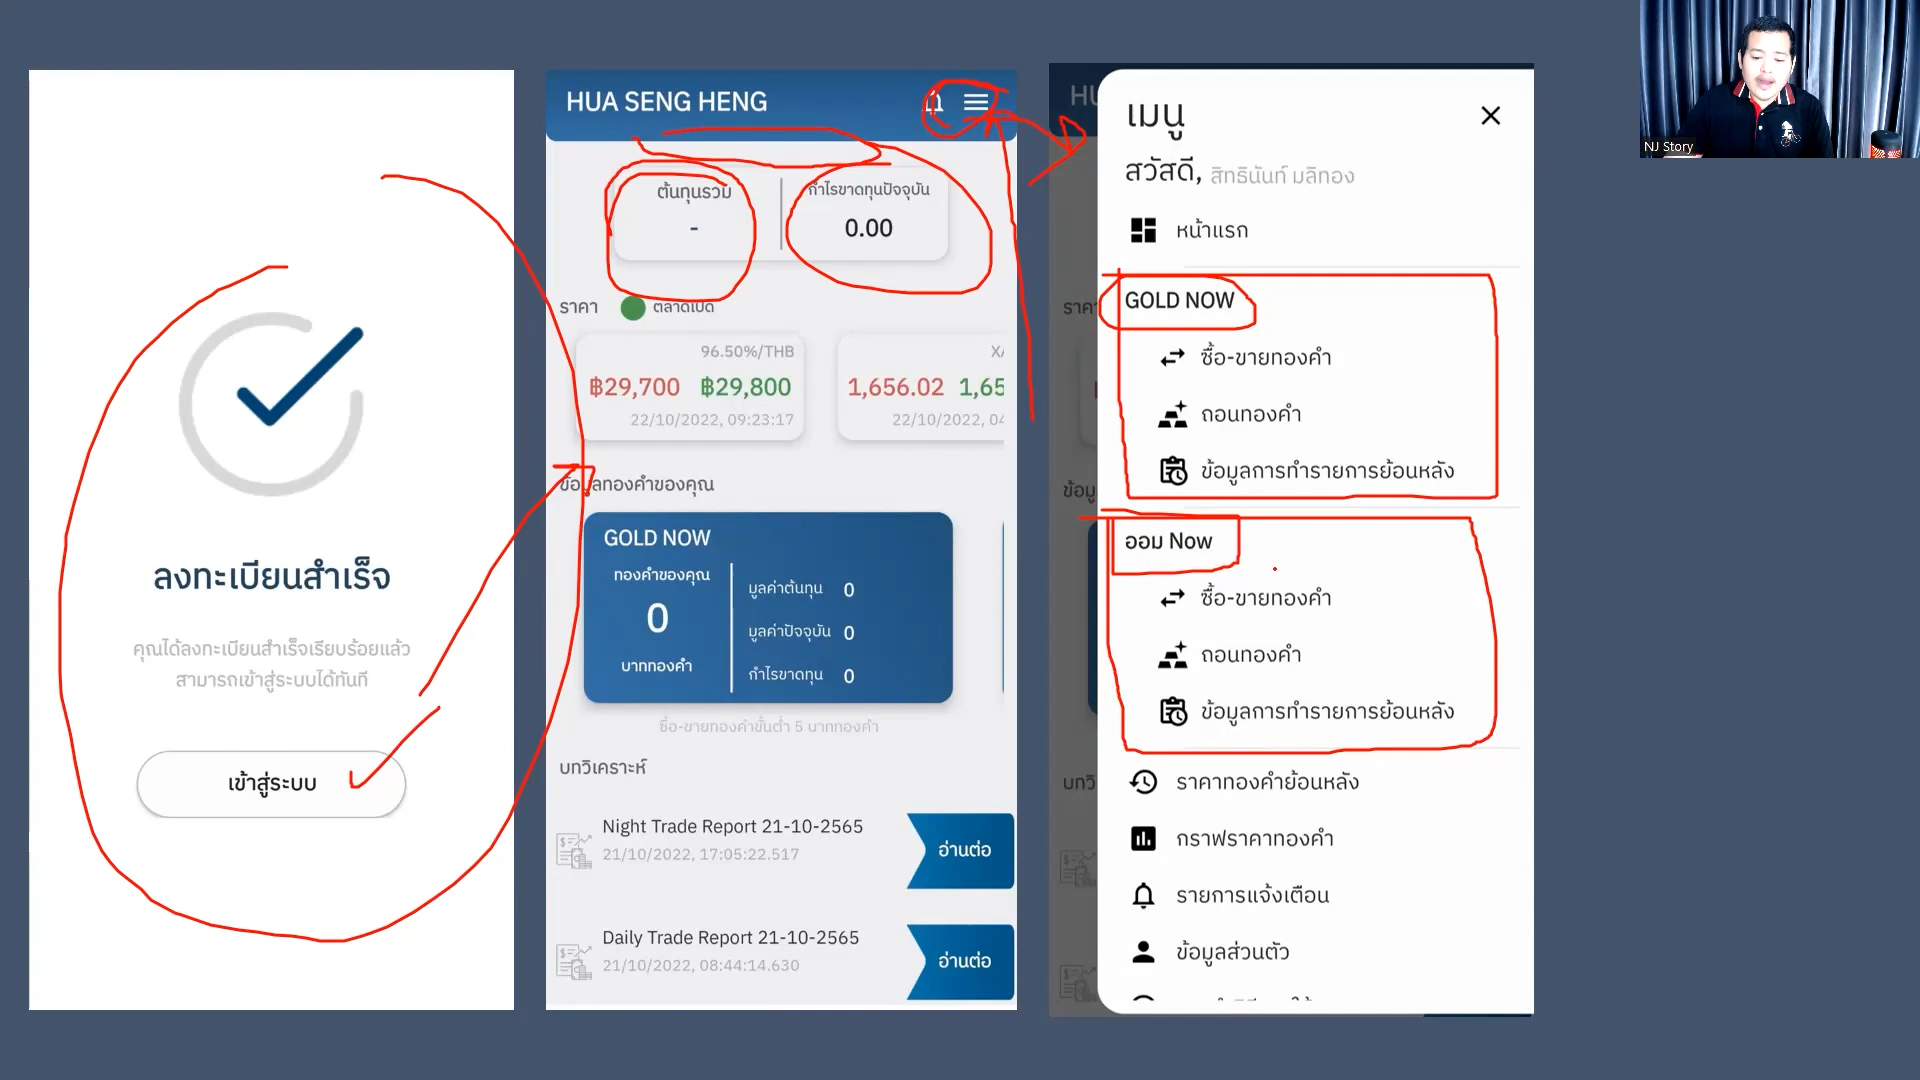 ลงทะเบียนสำเร็จ
คุณได้ลงทะเบียนสำเร็จเรียบร้อยแล้ว
สามารถเข้าสู่ระบบได้ทันที
เข้าสู่ระบบ
HUA SENG HENG
ต้นทุนรวม
-
กำไรขาดทุนปัจจุบัน
0.00
ราคา ตลาดเปิด
96.50%/THB
฿29,700 ฿29,800
22/10/2022, 09:23:17
1,656.02
22/10/2022,
ข้อมูลทองคำของคุณ
GOLD NOW
ทองคำของคุณ
0
บาททองคำ
มูลค่าต้นทุน 0
มูลค่าปัจจุบัน 0
กำไรขาดทุน 0
ซื้อ-ขายทองคำขั้นต่ำ 5 บาททองคำ
บทวิเคราะห์
Night Trade Report 21-10-2565
21/10/2022, 17:05:22.517
อ่านต่อ
Daily Trade Report 21-10-2565
21/10/2022, 08:44:14.630
อ่านต่อ
เมนู
สวัสดี, สิทธินันท์ มลิทอง
หน้าแรก
GOLD NOW
ซื้อ-ขายทองคำ
ถอนทองคำ
ข้อมูลการทำรายการย้อนหลัง
ออม Now
ซื้อ-ขายทองคำ
ถอนทองคำ
ข้อมูลการทำรายการย้อนหลัง
ราคาทองคำย้อนหลัง
กราฟราคาทองคำ
รายการแจ้งเตือน
ข้อมูลส่วนตัว
NJ Story